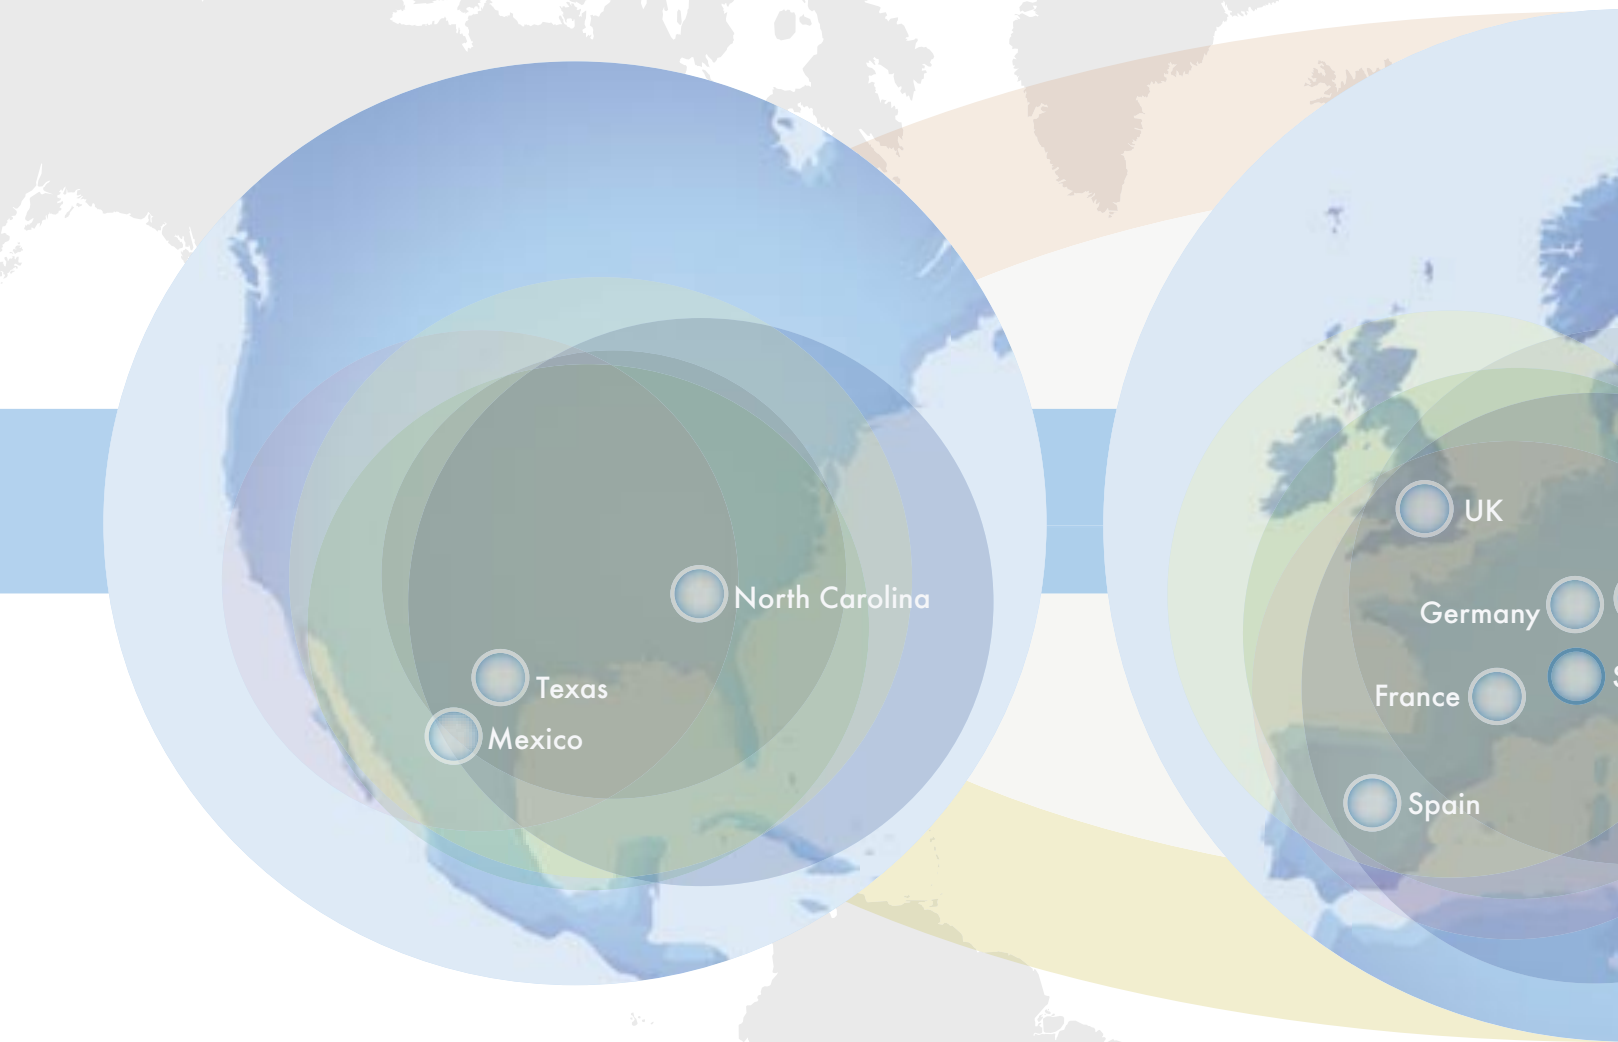 UK
North Carolina
Germany
Texas
France
Mexico
Spain